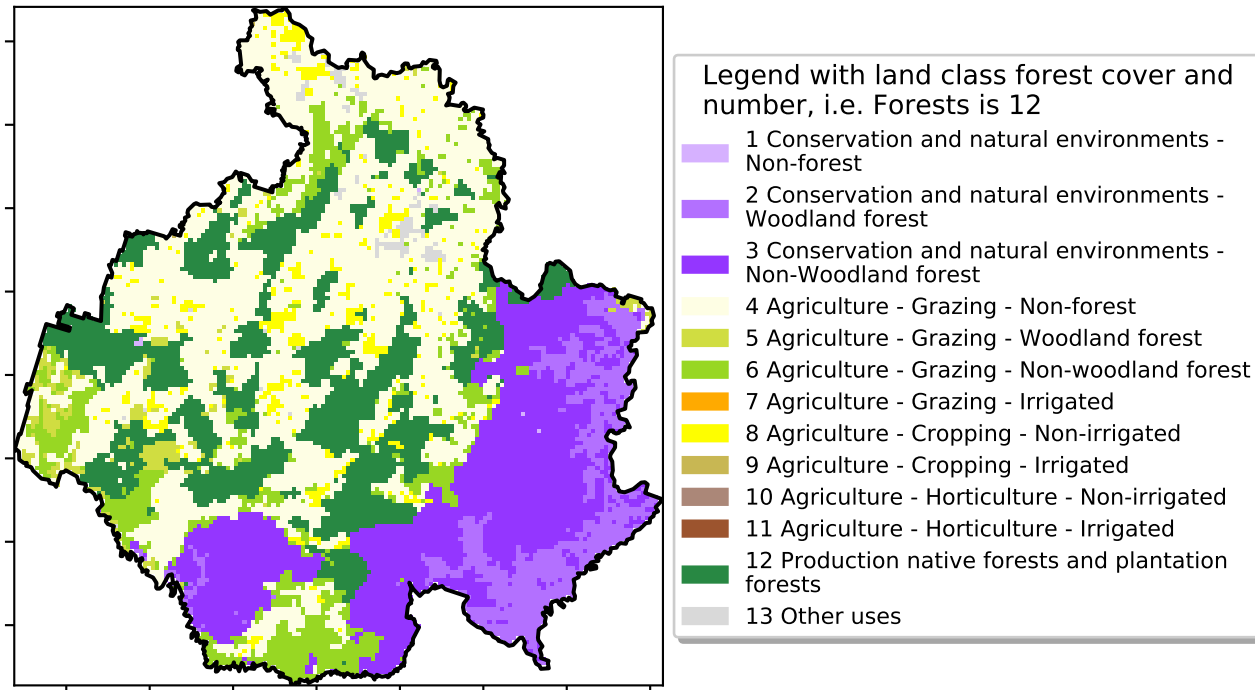 Legend with land class forest cover and
number, i.e. Forests is 12
1 Conservation and natural environments -
Non-forest
2 Conservation and natural environments -
Woodland forest
3 Conservation and natural environments -
Non-Woodland forest
4 Agriculture - Grazing - Non-forest
5 Agriculture - Grazing - Woodland forest
6 Agriculture - Grazing - Non-woodland forest
7 Agriculture - Grazing - Irrigated
8 Agriculture - Cropping - Non-irrigated
9 Agriculture - Cropping - Irrigated
10 Agriculture - Horticulture - Non-irrigated
11 Agriculture - Horticulture - Irrigated
12 Production native forests and plantation
forests
13 Other uses